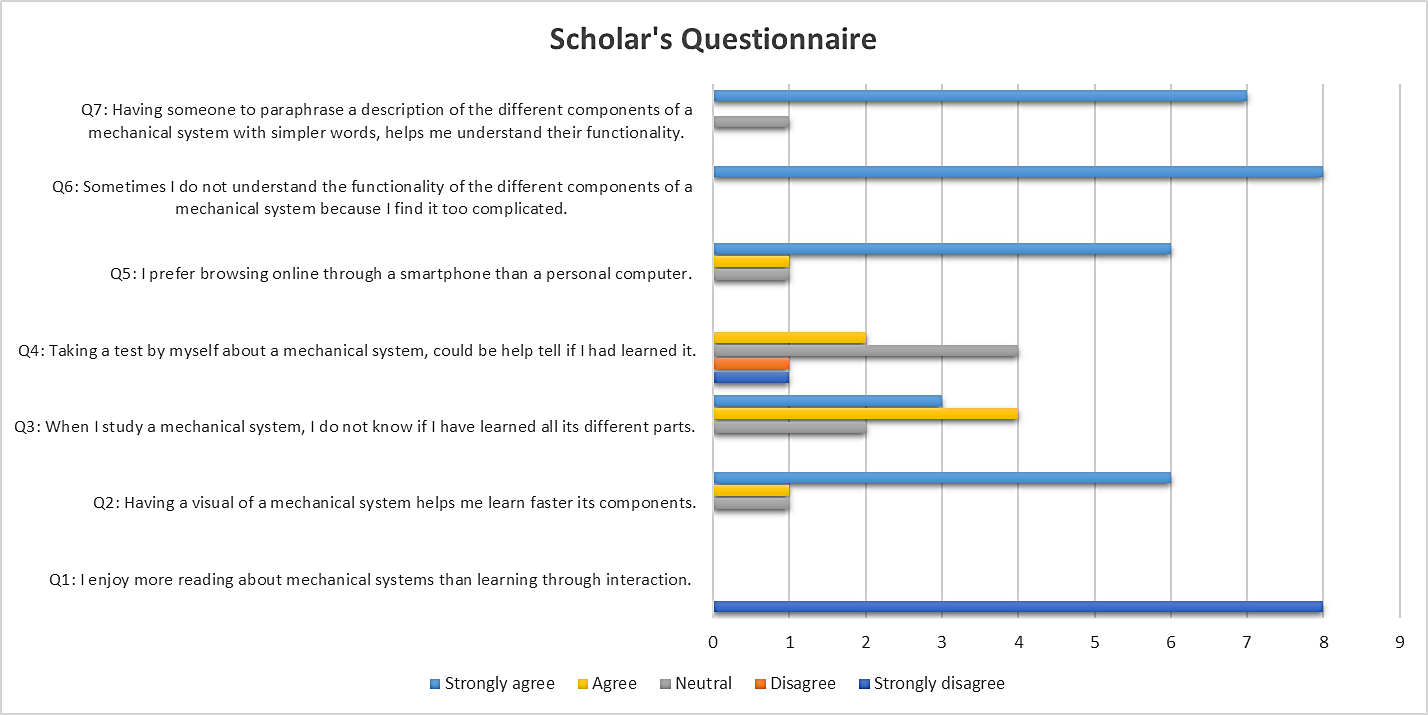 Scholar's Questionnaire
Q7: Having someone to paraphrase a description of the different components of a
mechanical system with simpler words, helps me understand their functionality.
Q6: Sometimes I do not understand the functionality of the different components of a
mechanical system because I find it too complicated.
Q5: I prefer browsing online through a smartphone than a personal computer.
Q4: Taking a test by myself about a mechanical system, could be help tell if I had learned it.
Q3: When I study a mechanical system, I do not know if I have learned all its different parts.
Q2: Having a visual of a mechanical system helps me learn faster its components.
Q1: I enjoy more reading about mechanical systems than learning through interaction.
0 1 2 3 4 5 6 7 8 9
Strongly agree Agree Neutral Disagree Strongly disagree